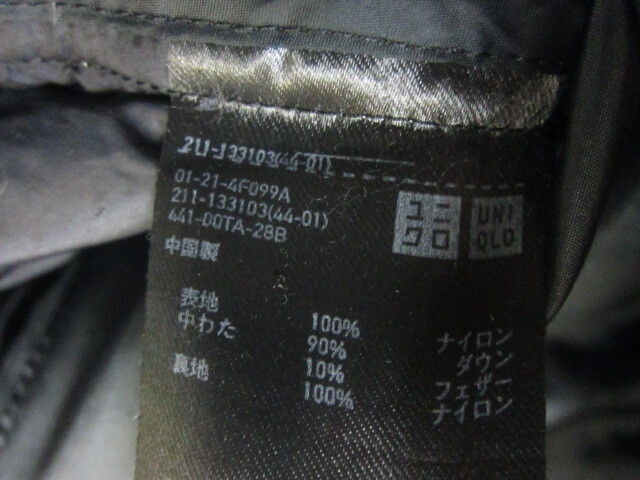 211-133103(44-01)
01-21-4F099A
211-133103(44-01)
441-00TA-28B
中国製
ユニ クロ
UNI QLO
表地 100% ナイロン
中わた 90% ダウン
10% フェザー
裏地 100% ナイロン